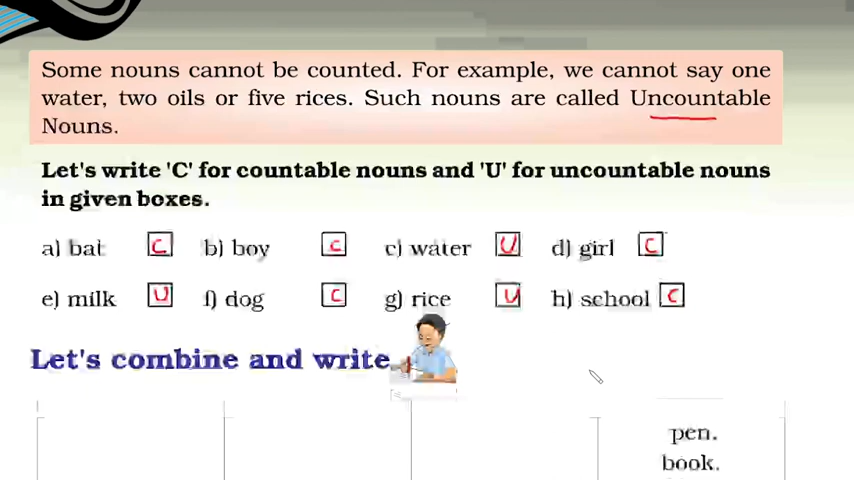 Some nouns cannot be counted. For example, we cannot say one
water, two oils or five rices. Such nouns are called Uncountable
Nouns.
Let's write 'C' for countable nouns and 'U' for uncountable nouns
in given boxes.
a) bat C b) boy C c) water U d) girl C
e) milk U f) dog C g) rice U h) school C
Let's combine and write
pen.
book.